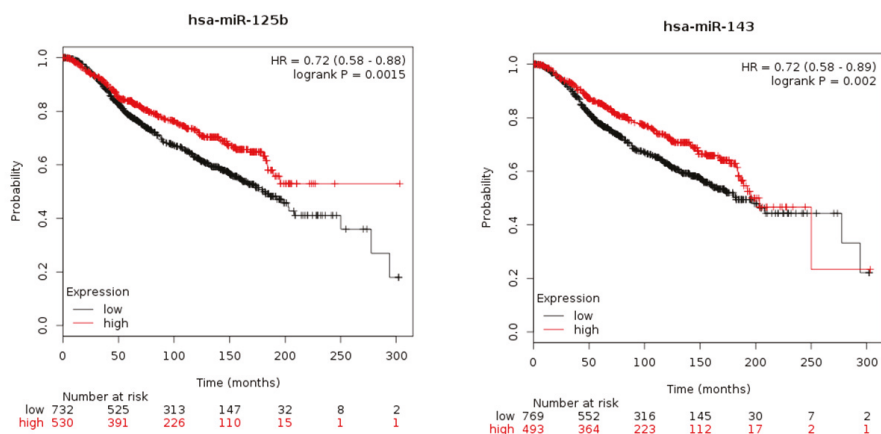 hsa-miR-125b
HR = 0.72 (0.58 - 0.88)
logrank P = 0.0015
Probability
1.0
0.8
0.6
0.4
0.2
0.0
Expression
low
high
0 50 100 150 200 250 300
Time (months)
Number at risk
low 732 525 313 147 32 8 2
high 530 391 226 110 15 1 1
hsa-miR-143
HR = 0.72 (0.58 - 0.89)
logrank P = 0.002
Probability
1.0
0.8
0.6
0.4
0.2
0.0
Expression
low
high
0 50 100 150 200 250 300
Time (months)
Number at risk
low 769 552 316 145 30 7 2
high 493 364 223 112 17 2 1